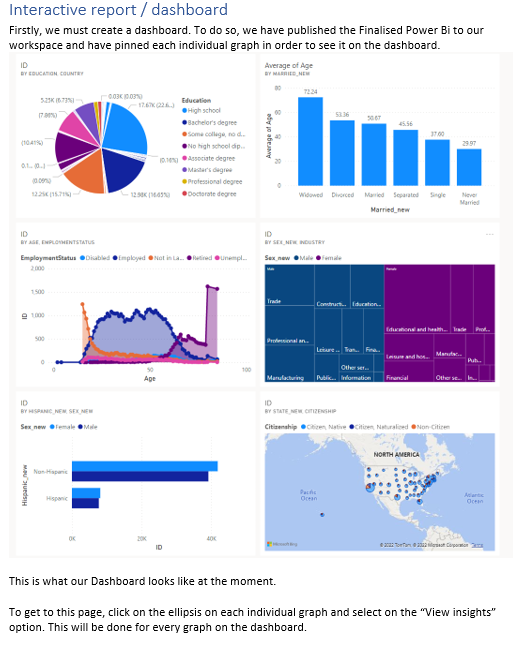 Interactive report / dashboard
Firstly, we must create a dashboard. To do so, we have published the Finalised Power Bi to our
workspace and have pinned each individual graph in order to see it on the dashboard.
ID
BY EDUCATION, COUNTRY
0.03K (0.03%)
5.23K (6.73%)
17.67K (22.6...)
(7.86%)
(10.41%)
(0.16%)
0.1... (0...)
(0.09%)
12.25K (15.71%)
12.98K (16.65%)
Education
High school
Bachelor's degree
Some college, no d...
No high school dip...
Associate degree
Master's degree
Professional degree
Doctorate degree
Average of Age
BY MARRIED_NEW
Average of Age
80
60
40
20
0
72.24
53.36
50.67
45.56
37.60
29.97
Widowed Divorced Married Separated Single Never Married
Married_new
ID
BY AGE, EMPLOYMENTSTATUS
EmploymentStatus Disabled Employed Not in La... Retired Unempl...
2,000
1,500
1,000
500
0
ID
0 50 100
Age
ID
BY SEX_NEW, INDUSTRY
...
Sex_new Male Female
Male
Female
Trade
Constructi...
Education...
Professional an...
Leisure ...
Tran...
Fina...
Other ser...
Manufacturing
Public...
Information
Educational and health...
Trade
Prof...
Leisure and hos...
Manufac...
Pub...
Financial
Other se...
In...
ID
BY HISPANIC_NEW, SEX_NEW
Sex_new Female Male
Hispanic_new
Non-Hispanic
Hispanic
0K 20K 40K
ID
ID
BY STATE_NEW, CITIZENSHIP
Citizenship Citizen, Native Citizen, Naturalized Non-Citizen
NORTH AMERICA
Pacific
Ocean
Atlantic
Ocean
Microsoft Bing
© 2022 TomTom, © 2022 Microsoft Corporation Terms
This is what our Dashboard looks like at the moment.
To get to this page, click on the ellipsis on each individual graph and select on the “View insights”
option. This will be done for every graph on the dashboard.